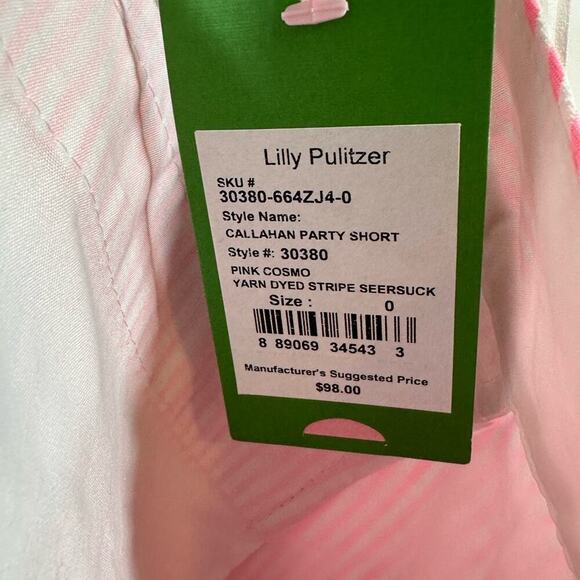 Lilly Pulitzer
SKU #
30380-664ZJ4-0
Style Name:
CALLAHAN PARTY SHORT
Style #: 30380
PINK COSMO
YARN DYED STRIPE SEERSUCK
Size : 0
8 89069 34543 3
Manufacturer's Suggested Price
$98.00